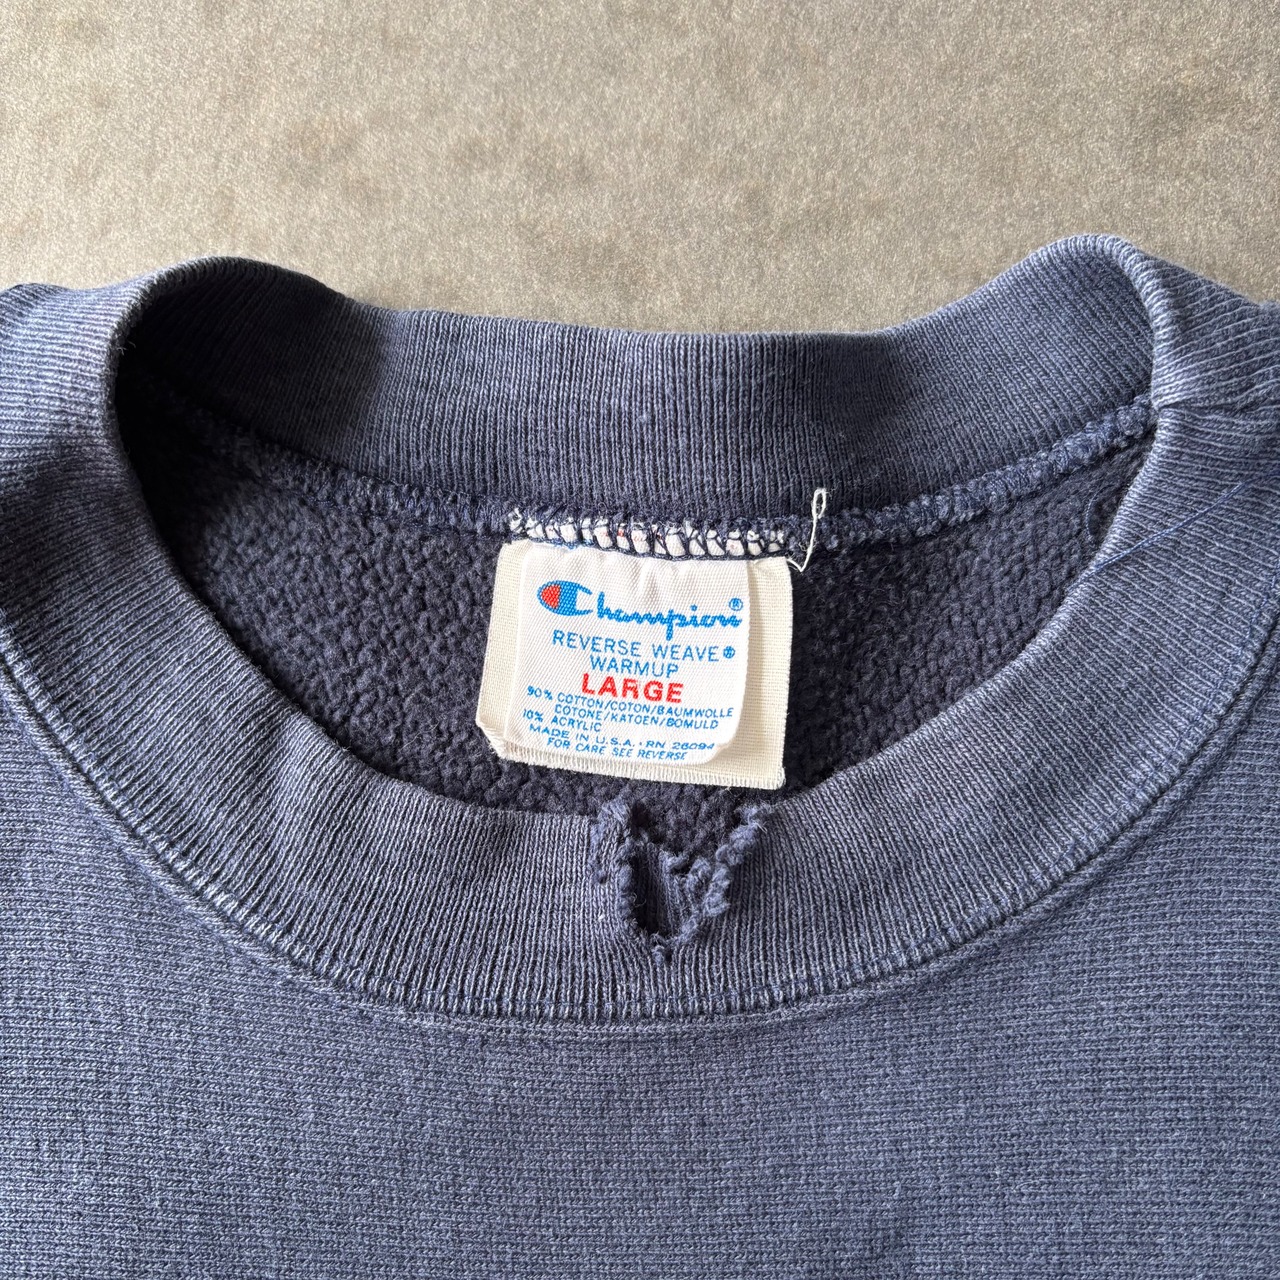 Champion®
REVERSE WEAVE®
WARMUP
LARGE
90% COTTON/COTON/BAUMWOLLE
COTONE/KATOEN/BOMULD
10% ACRYLIC
MADE IN U.S.A. · RN 26094
FOR CARE SEE REVERSE